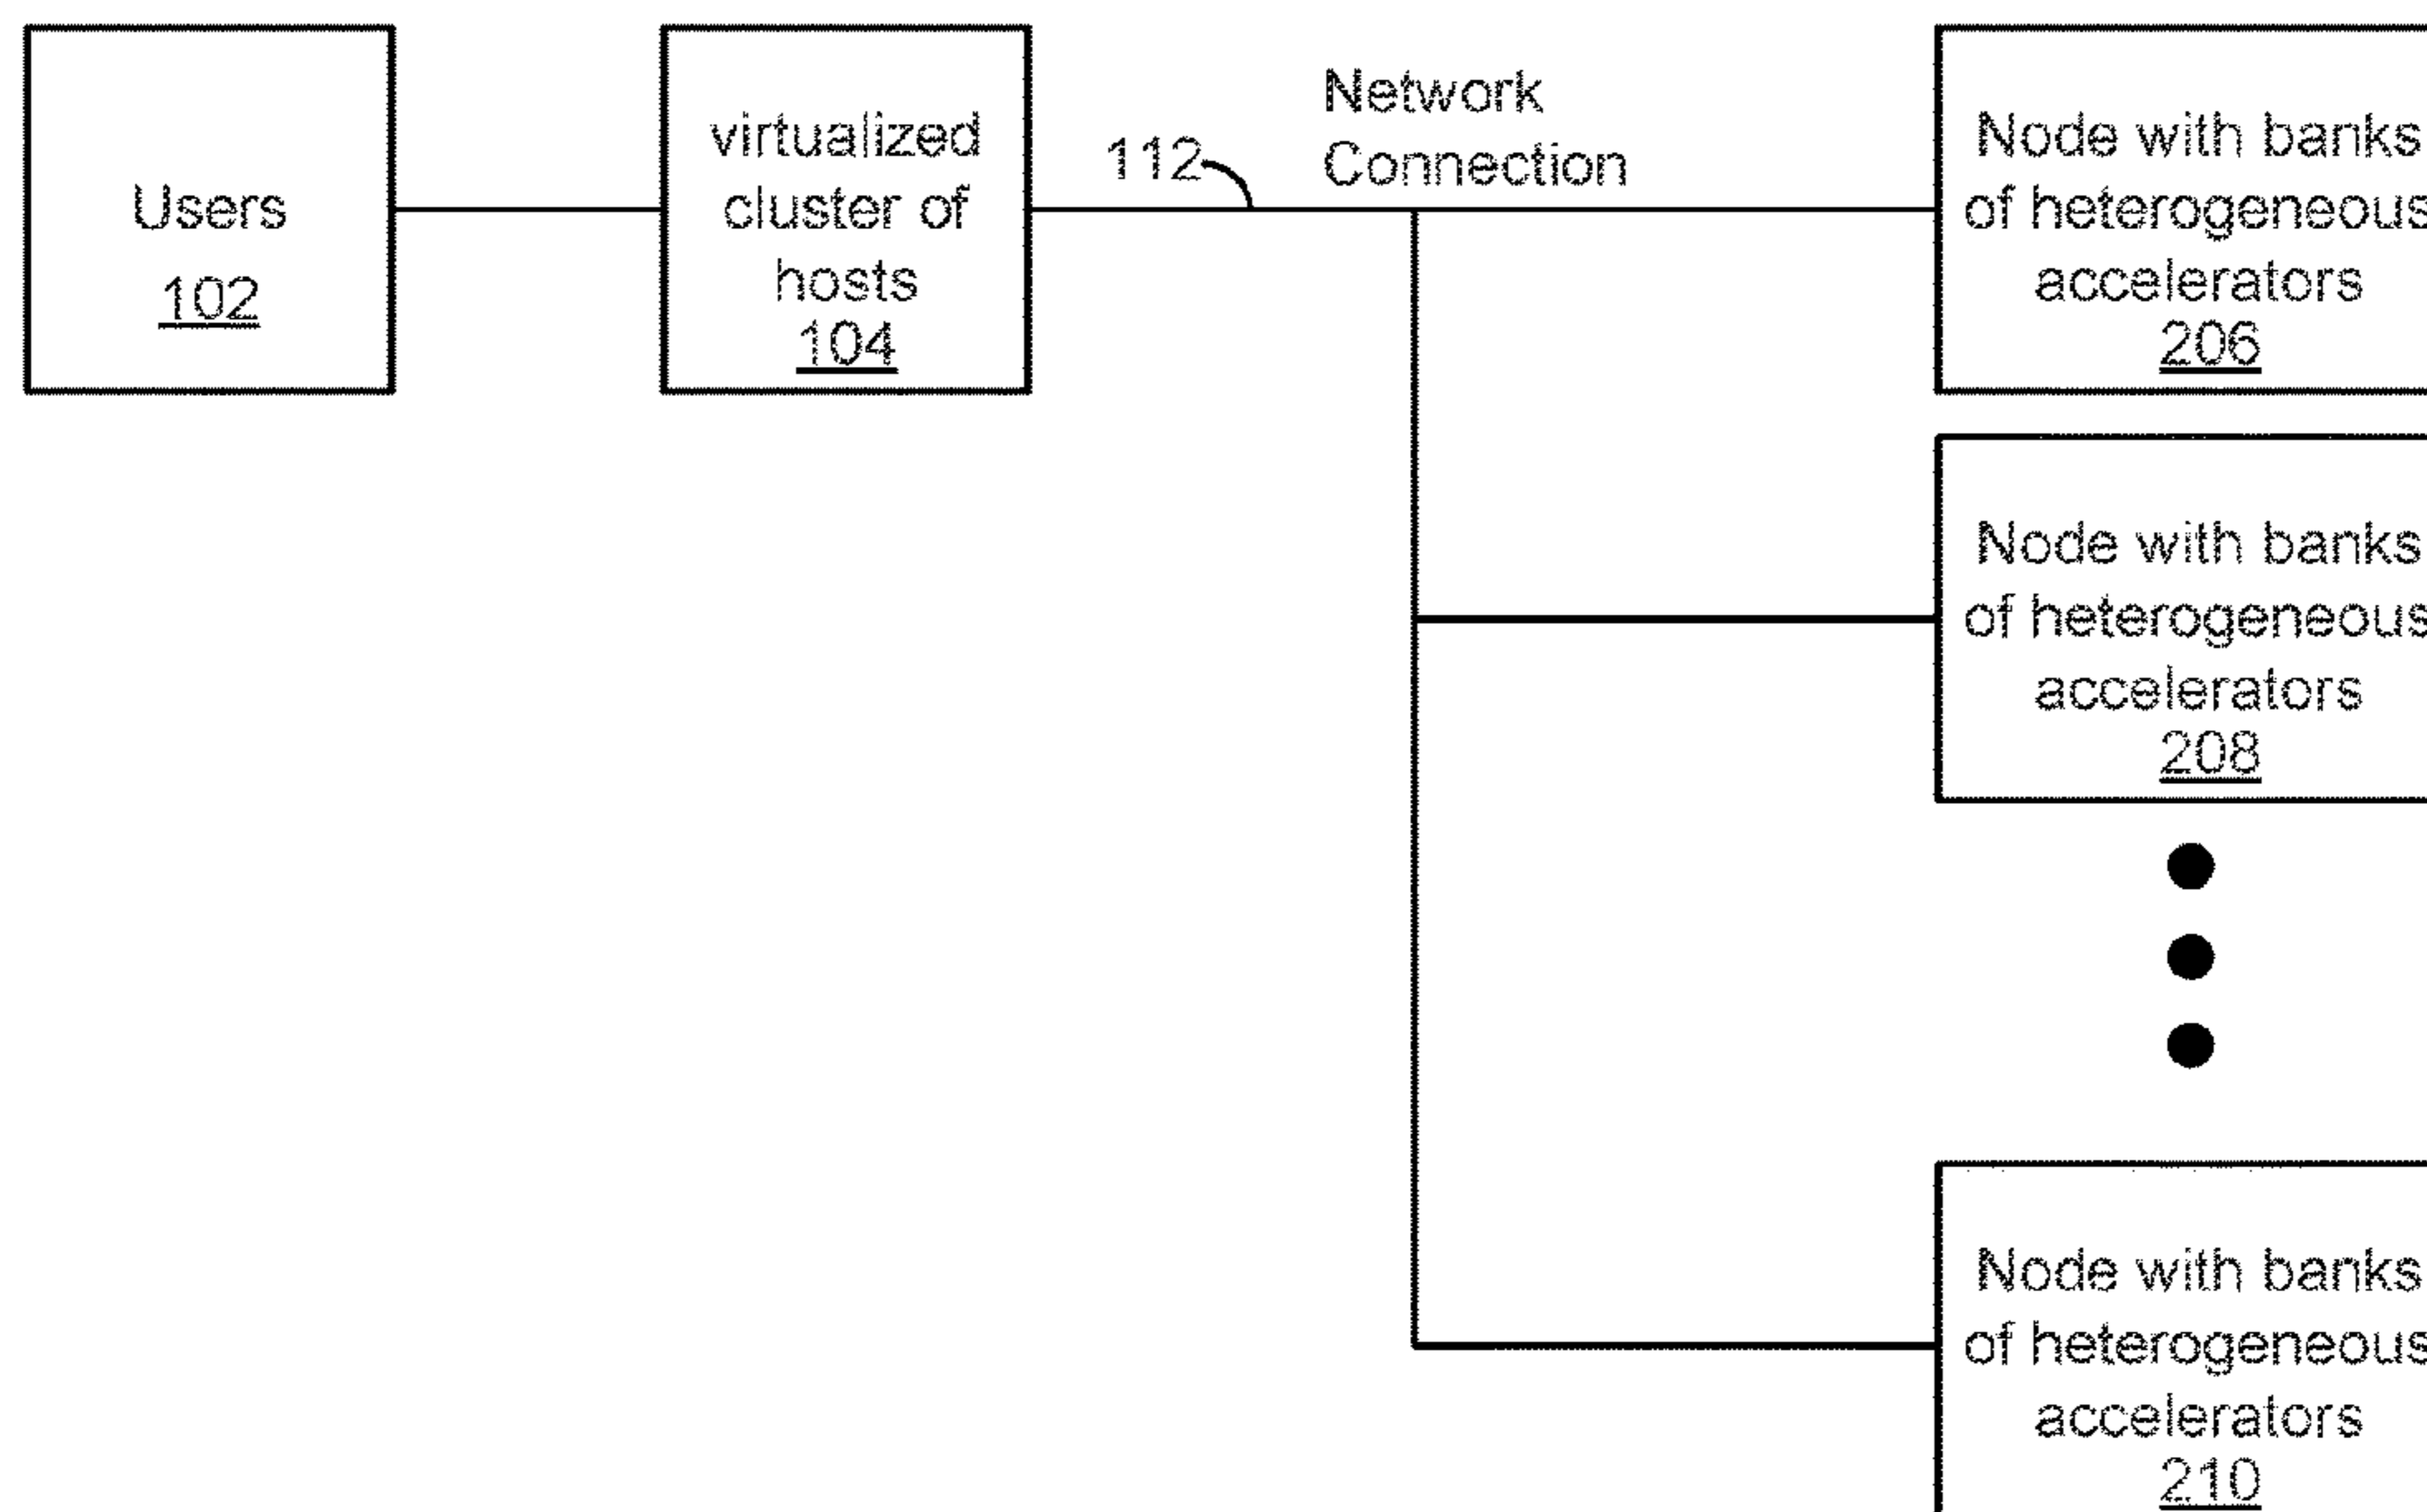 Users
102
virtualized
cluster of
hosts
104
112
Network
Connection
Node with banks
of heterogeneous
accelerators
206
Node with banks
of heterogeneous
accelerators
208
Node with banks
of heterogeneous
accelerators
210